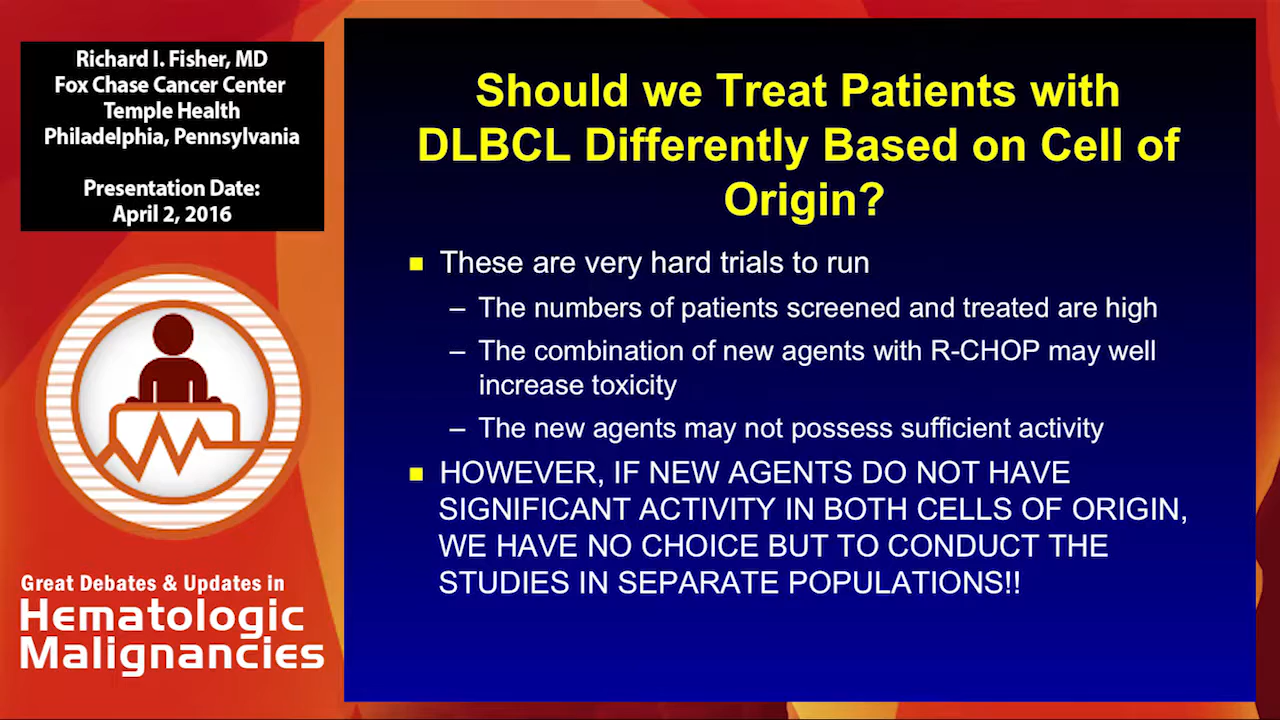 Richard I. Fisher, MD
Fox Chase Cancer Center
Temple Health
Philadelphia, Pennsylvania
Presentation Date:
April 2, 2016
Great Debates & Updates in
Hematologic
Malignancies
Should we Treat Patients with
DLBCL Differently Based on Cell of
Origin?
These are very hard trials to run
– The numbers of patients screened and treated are high
– The combination of new agents with R-CHOP may well
increase toxicity
– The new agents may not possess sufficient activity
HOWEVER, IF NEW AGENTS DO NOT HAVE
SIGNIFICANT ACTIVITY IN BOTH CELLS OF ORIGIN,
WE HAVE NO CHOICE BUT TO CONDUCT THE
STUDIES IN SEPARATE POPULATIONS!!